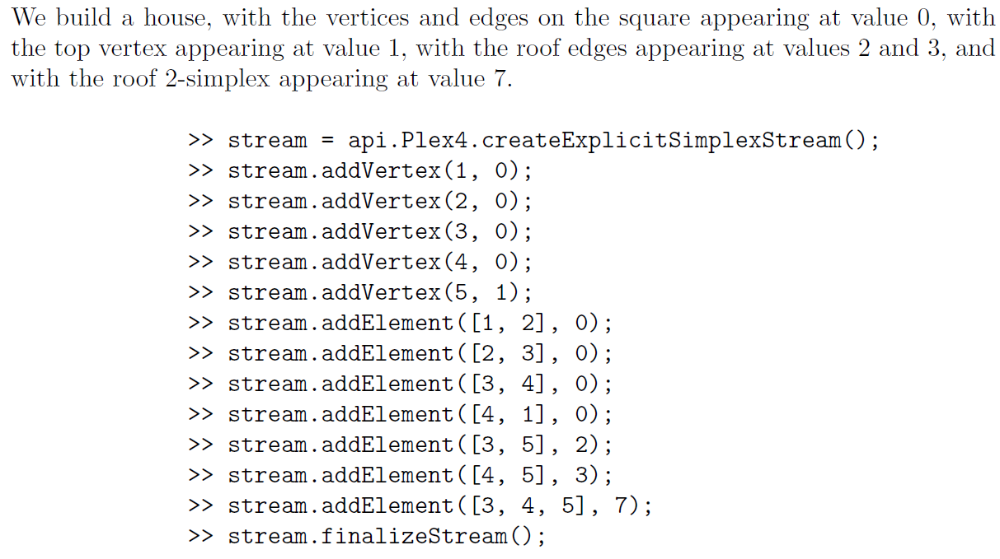 We build a house, with the vertices and edges on the square appearing at value 0, with
the top vertex appearing at value 1, with the roof edges appearing at values 2 and 3, and
with the roof 2-simplex appearing at value 7.
>> stream = api.Plex4.createExplicitSimplexStream();
>> stream.addVertex(1, 0);
>> stream.addVertex(2, 0);
>> stream.addVertex(3, 0);
>> stream.addVertex(4, 0);
>> stream.addVertex(5, 1);
>> stream.addElement([1, 2], 0);
>> stream.addElement([2, 3], 0);
>> stream.addElement([3, 4], 0);
>> stream.addElement([4, 1], 0);
>> stream.addElement([3, 5], 2);
>> stream.addElement([4, 5], 3);
>> stream.addElement([3, 4, 5], 7);
>> stream.finalizeStream();